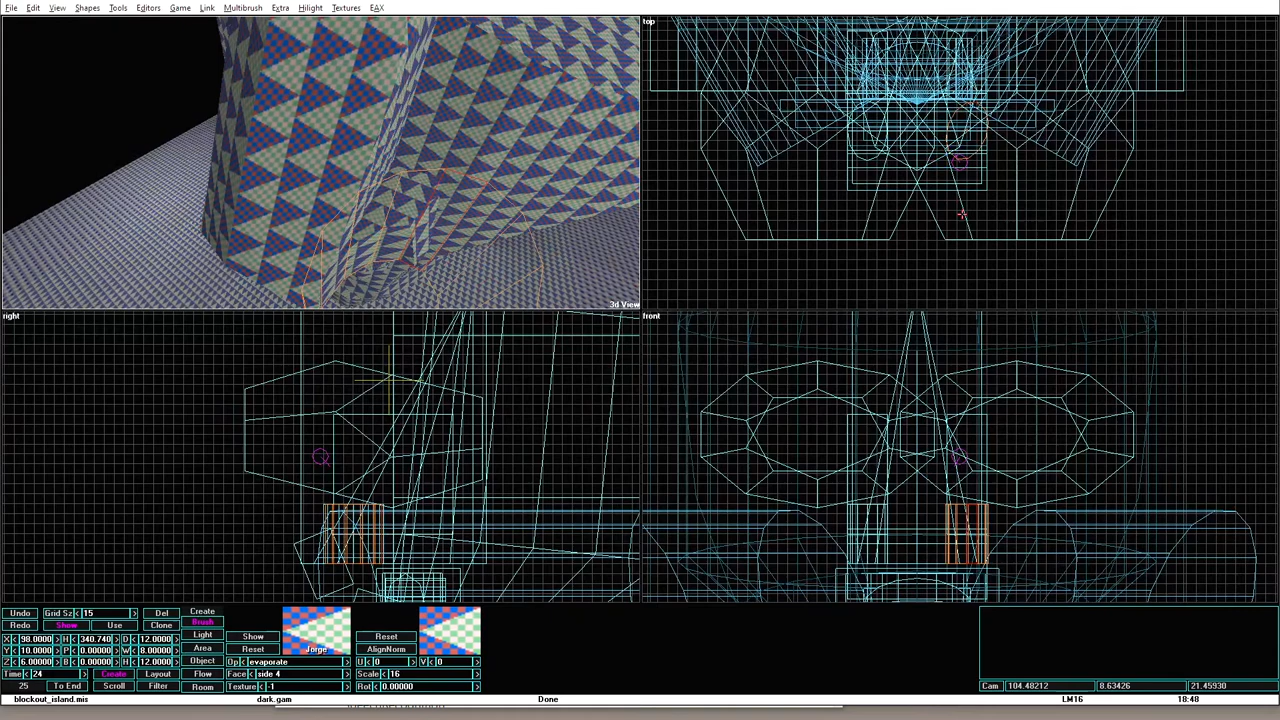 File Edit View Shapes Tools Editors Game Link Multibrush Extra Hilight Textures EAX
top
3d View
right
front
Undo Grid Sz < 15 > Del Create
Redo Show Use Clone Brush
X < 98.0000 > H < 340.740 > D < 12.0000 > Light
Y < 10.0000 > P < 0.00000 > W < 8.00000 > Area
Z < 6.00000 > B < 0.00000 > H < 12.0000 > Object
Time < 24 > Create Layout Flow
25 To End Scroll Filter Room
Show Jorge Reset
Reset AlignNorm
Op < evaporate > U < 0 > V < 0 >
Face < side 4 > Scale < 16 >
Texture < -1 > Rot < 0.00000 >
Cam 104.48212 8.63426 21.45930
blockout_island.mis dark.gam Done LM16 18:48